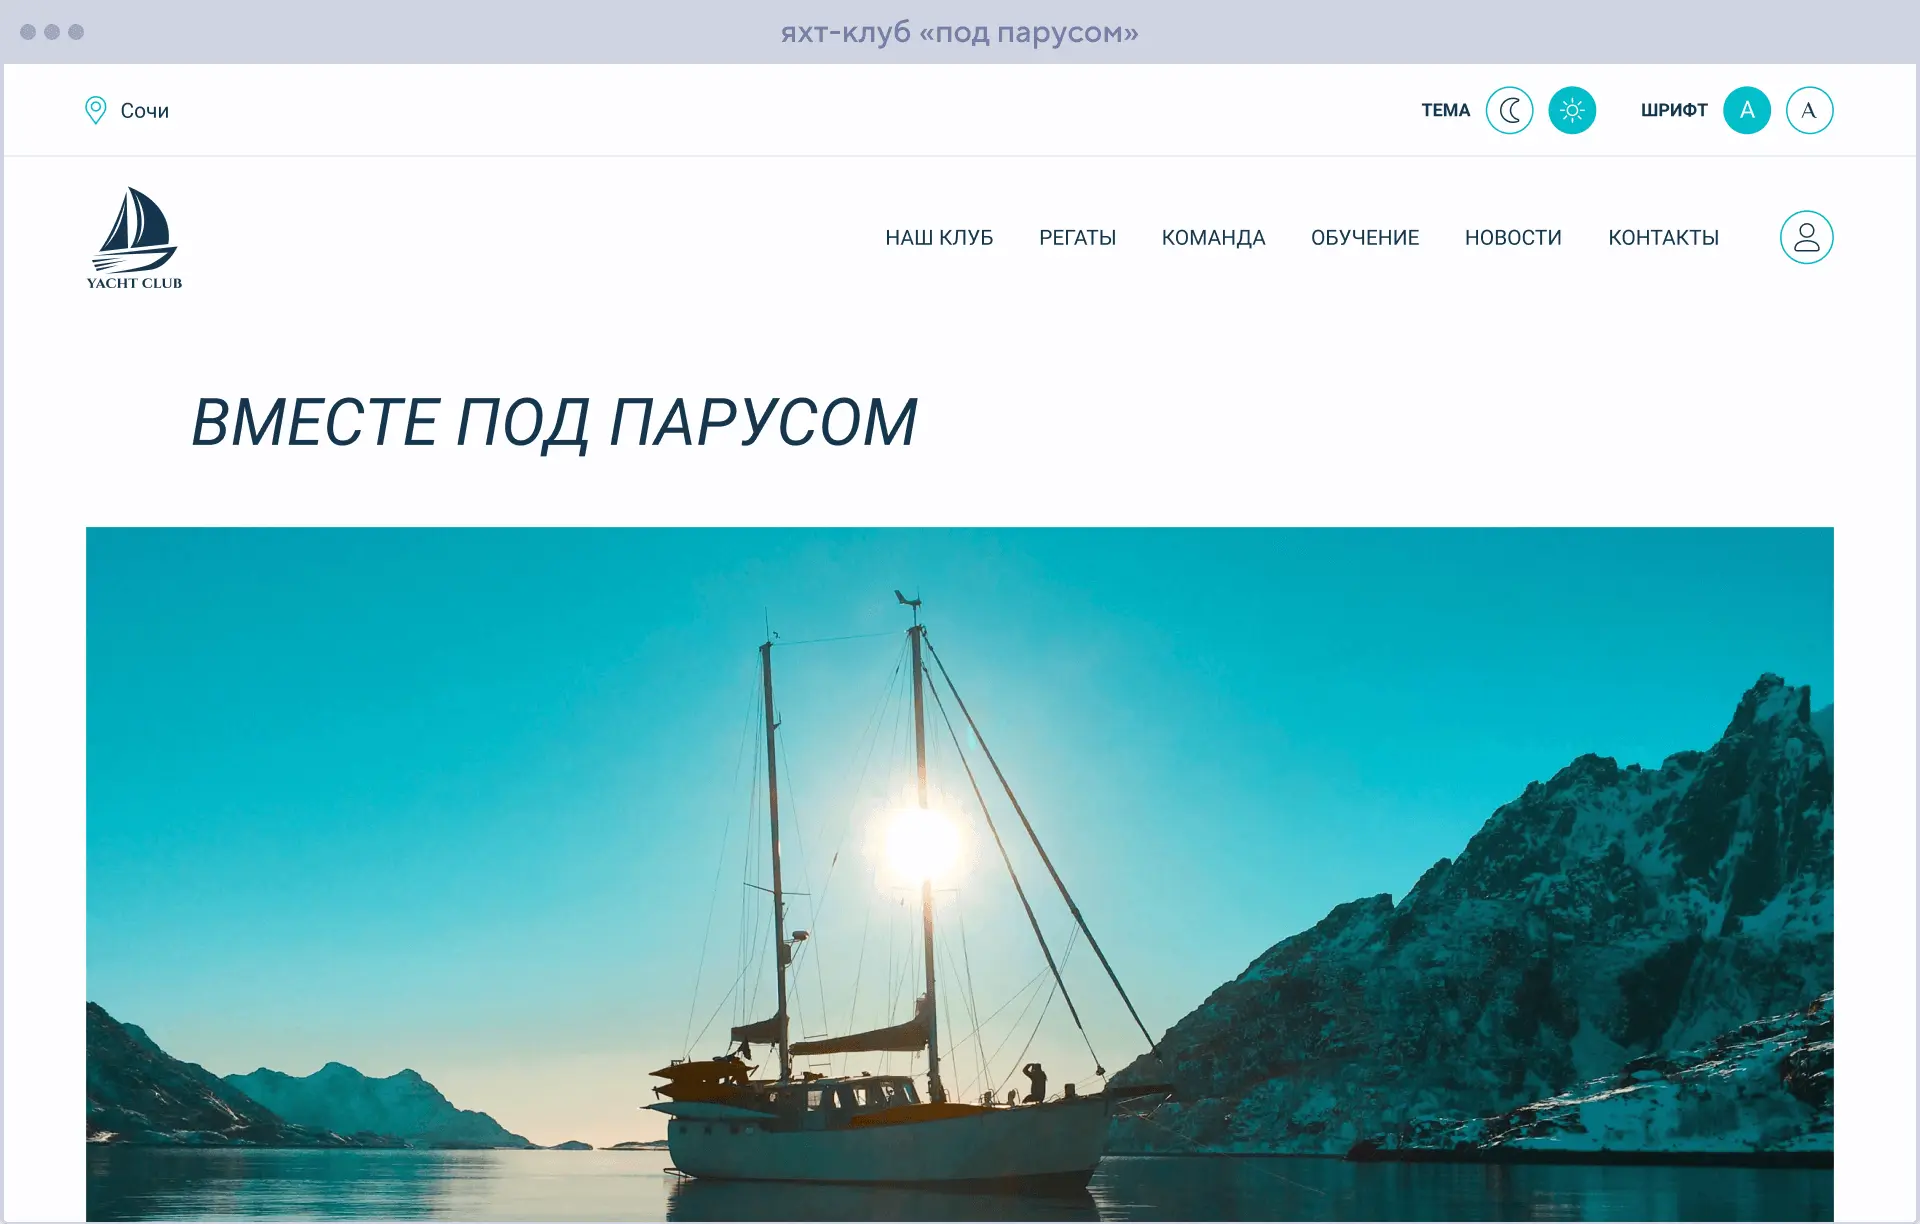 яхт-клуб «под парусом»
Сочи
ТЕМА
ШРИФТ A A
YACHT CLUB
НАШ КЛУБ РЕГАТЫ КОМАНДА ОБУЧЕНИЕ НОВОСТИ КОНТАКТЫ
ВМЕСТЕ ПОД ПАРУСОМ